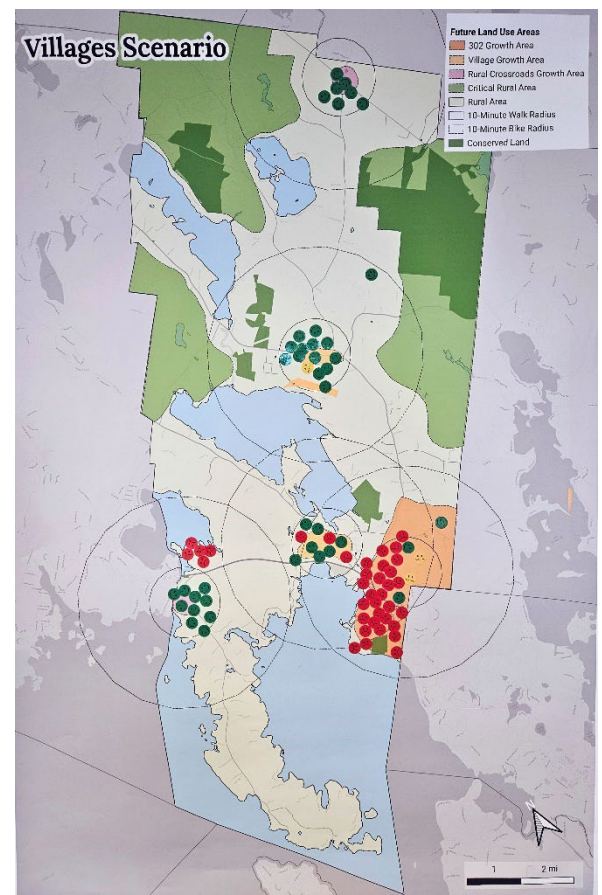 Villages Scenario
Future Land Use Areas
302 Growth Area
Village Growth Area
Rural Crossroads Growth Area
Critical Rural Area
Rural Area
10-Minute Walk Radius
10-Minute Bike Radius
Conserved Land
1
2 mi